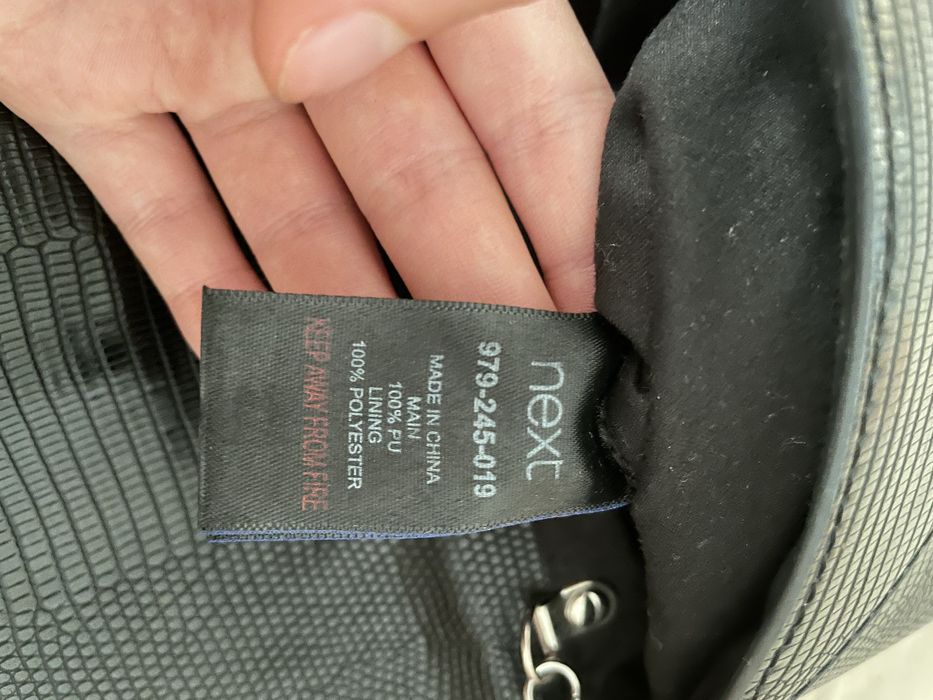 next
979-245-019
MADE IN CHINA
MAIN
100% PU
LINING
100% POLYESTER
KEEP AWAY FROM FIRE